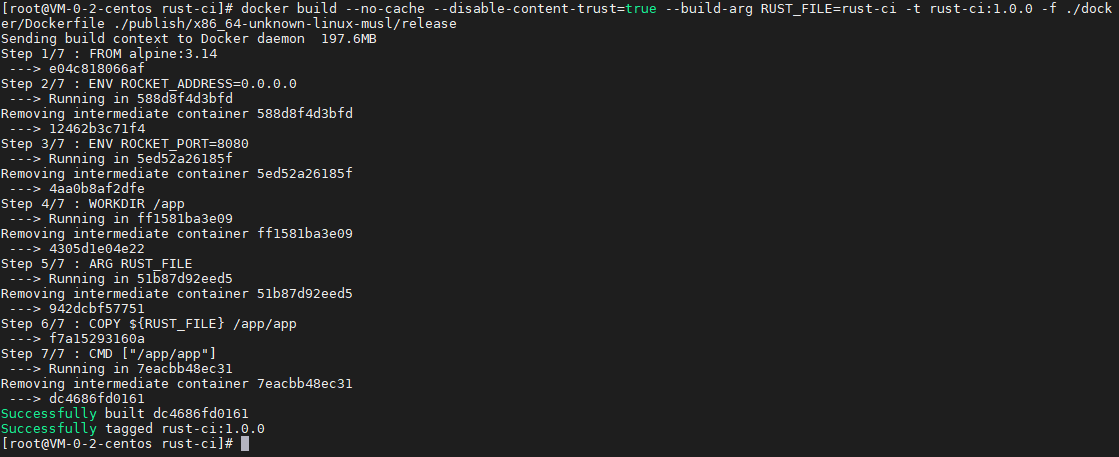 [root@VM-0-2-centos rust-ci]# docker build --no-cache --disable-content-trust=true --build-arg RUST_FILE=rust-ci -t rust-ci:1.0.0 -f ./dock
er/Dockerfile ./publish/x86_64-unknown-linux-musl/release
Sending build context to Docker daemon  197.6MB
Step 1/7 : FROM alpine:3.14
 ---> e04c818066af
Step 2/7 : ENV ROCKET_ADDRESS=0.0.0.0
 ---> Running in 588d8f4d3bfd
Removing intermediate container 588d8f4d3bfd
 ---> 12462b3c71f4
Step 3/7 : ENV ROCKET_PORT=8080
 ---> Running in 5ed52a26185f
Removing intermediate container 5ed52a26185f
 ---> 4aa0b8af2dfe
Step 4/7 : WORKDIR /app
 ---> Running in ff1581ba3e09
Removing intermediate container ff1581ba3e09
 ---> 4305d1e04e22
Step 5/7 : ARG RUST_FILE
 ---> Running in 51b87d92eed5
Removing intermediate container 51b87d92eed5
 ---> 942dcbf57751
Step 6/7 : COPY ${RUST_FILE} /app/app
 ---> f7a15293160a
Step 7/7 : CMD ["/app/app"]
 ---> Running in 7eacbb48ec31
Removing intermediate container 7eacbb48ec31
 ---> dc4686fd0161
Successfully built dc4686fd0161
Successfully tagged rust-ci:1.0.0
[root@VM-0-2-centos rust-ci]#